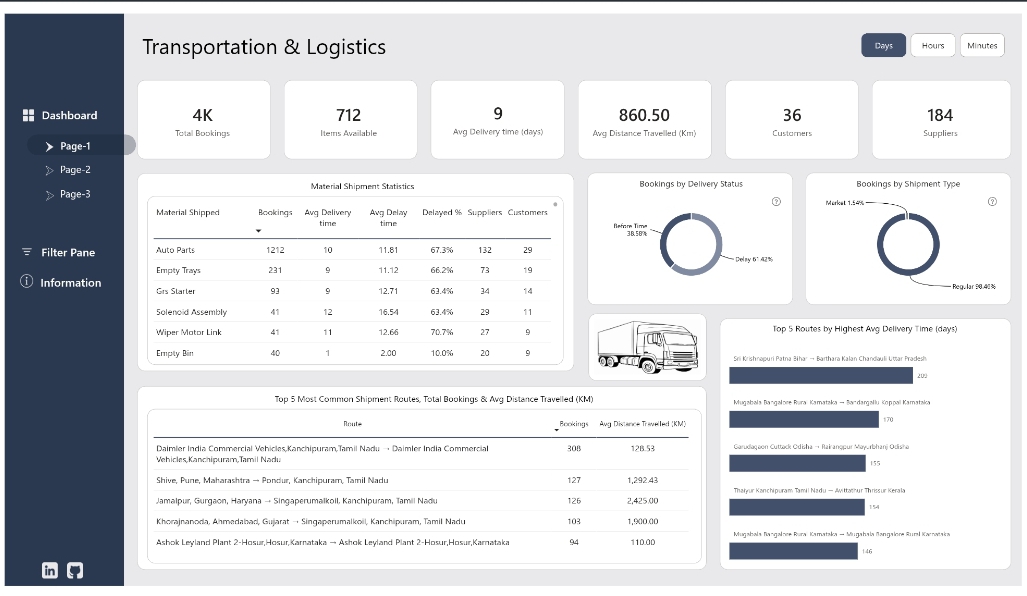 Transportation & Logistics
Days
Hours
Minutes
Dashboard
Page-1
Page-2
Page-3
Filter Pane
Information
4K
Total Bookings
712
Items Available
9
Avg Delivery time (days)
860.50
Avg Distance Travelled (Km)
36
Customers
184
Suppliers
Material Shipment Statistics
Material Shipped Bookings Avg Delivery time Avg Delay time Delayed % Suppliers Customers
Auto Parts 1212 10 11.81 67.3% 132 29
Empty Trays 231 9 11.12 66.2% 73 19
Grs Starter 93 9 12.71 63.4% 34 14
Solenoid Assembly 41 12 16.54 63.4% 29 11
Wiper Motor Link 41 11 12.66 70.7% 27 9
Empty Bin 40 1 2.00 10.0% 20 9
Bookings by Delivery Status
?
Before Time
38.58%
Delay 61.42%
Bookings by Shipment Type
?
Market 1.54%
Regular 98.46%
Top 5 Most Common Shipment Routes, Total Bookings & Avg Distance Travelled (KM)
Route Bookings Avg Distance Travelled (KM)
Daimler India Commercial Vehicles,Kanchipuram,Tamil Nadu → Daimler India Commercial 308 128.53
Vehicles,Kanchipuram,Tamil Nadu
Shive, Pune, Maharashtra → Pondur, Kanchipuram, Tamil Nadu 127 1,292.43
Jamalpur, Gurgaon, Haryana → Singaperumalkoil, Kanchipuram, Tamil Nadu 126 2,425.00
Khorajnanoda, Ahmedabad, Gujarat → Singaperumalkoil, Kanchipuram, Tamil Nadu 103 1,900.00
Ashok Leyland Plant 2-Hosur,Hosur,Karnataka → Ashok Leyland Plant 2-Hosur,Hosur,Karnataka 94 110.00
Top 5 Routes by Highest Avg Delivery Time (days)
Sri Krishnapuri Patna Bihar → Barthara Kalan Chandauli Uttar Pradesh
209
Mugabala Bangalore Rural Karnataka → Bandargallu Koppal Karnataka
170
Garudagaon Cuttack Odisha → Rairangpur Mayurbhanj Odisha
155
Thaiyur Kanchipuram Tamil Nadu → Avittathur Thrissur Kerala
154
Mugabala Bangalore Rural Karnataka → Mugabala Bangalore Rural Karnataka
146
in